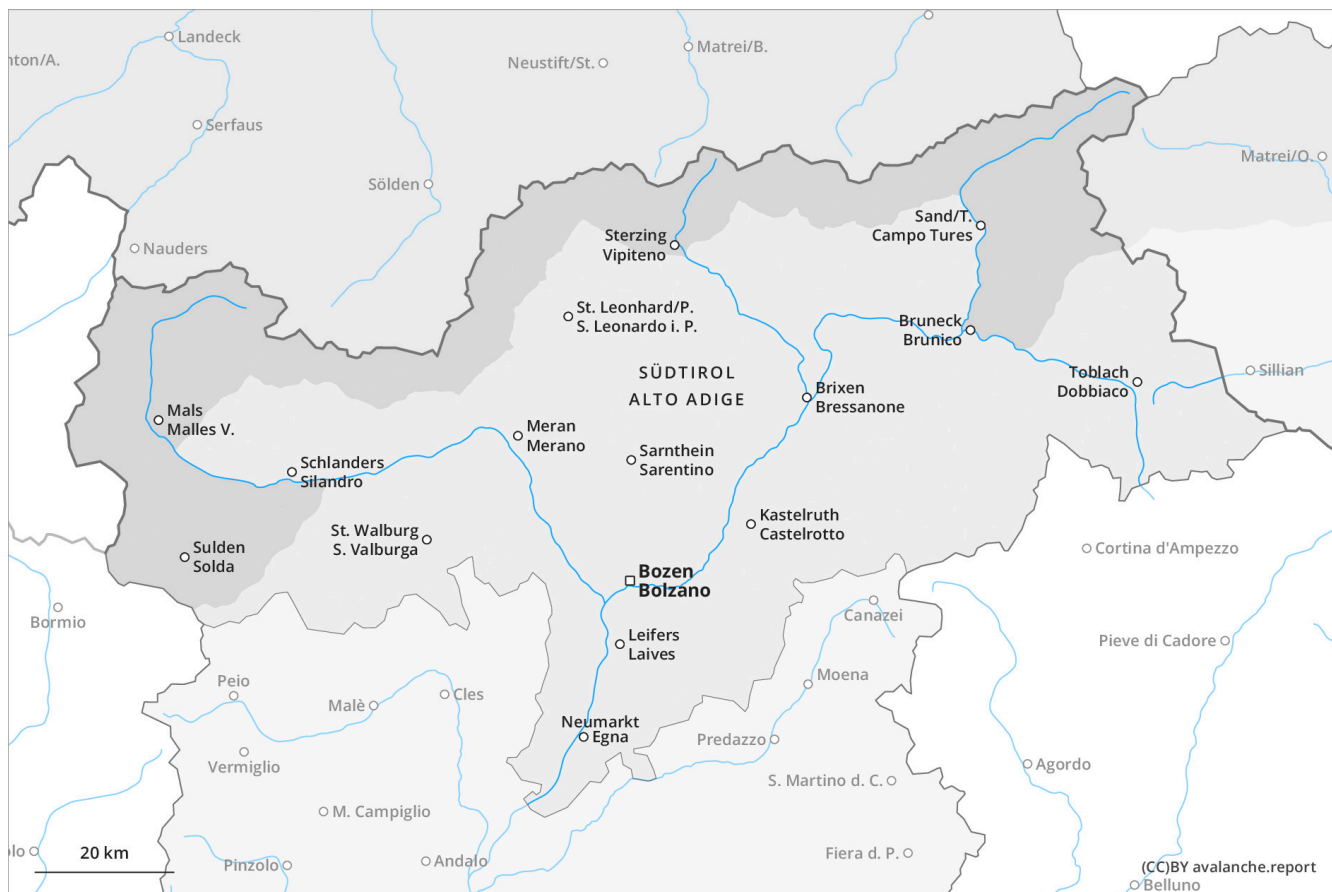 Landeck
nton/A.
Matrei/B.
Neustift/St.
Serfaus
Matrei/O.
Sölden
Sand/T.
Campo Tures
Sterzing
Vipiteno
Nauders
St. Leonhard/P.
S. Leonardo i. P.
Bruneck
Brunico
SÜDTIROL
ALTO ADIGE
Toblach
Dobbiaco
Sillian
Brixen
Bressanone
Mals
Malles V.
Meran
Merano
Sarnthein
Sarentino
Schlanders
Silandro
Kastelruth
Castelrotto
St. Walburg
S. Valburga
Sulden
Solda
Cortina d'Ampezzo
Bozen
Bolzano
Bormio
Canazei
Leifers
Laives
Pieve di Cadore
Peio
Moena
Malè
Cles
Neumarkt
Egna
Predazzo
Vermiglio
Agordo
S. Martino d. C.
M. Campiglio
olo
20 km
Pinzolo
Andalo
Fiera d. P.
(CC)BY avalanche.report
Belluno